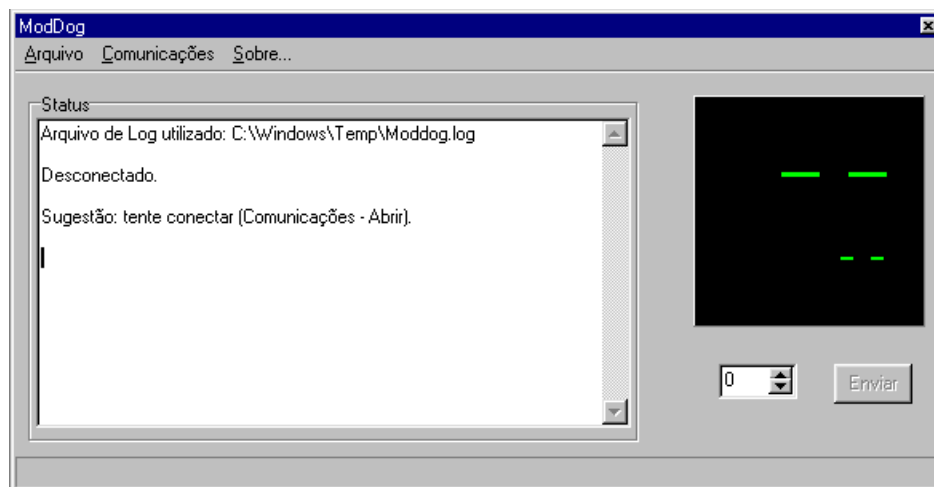 ModDog
Arquivo Comunicações Sobre...
Status
Arquivo de Log utilizado: C:\Windows\Temp\Moddog.log
Desconectado.
Sugestão: tente conectar (Comunicações - Abrir).
-- --
- -
0
Enviar